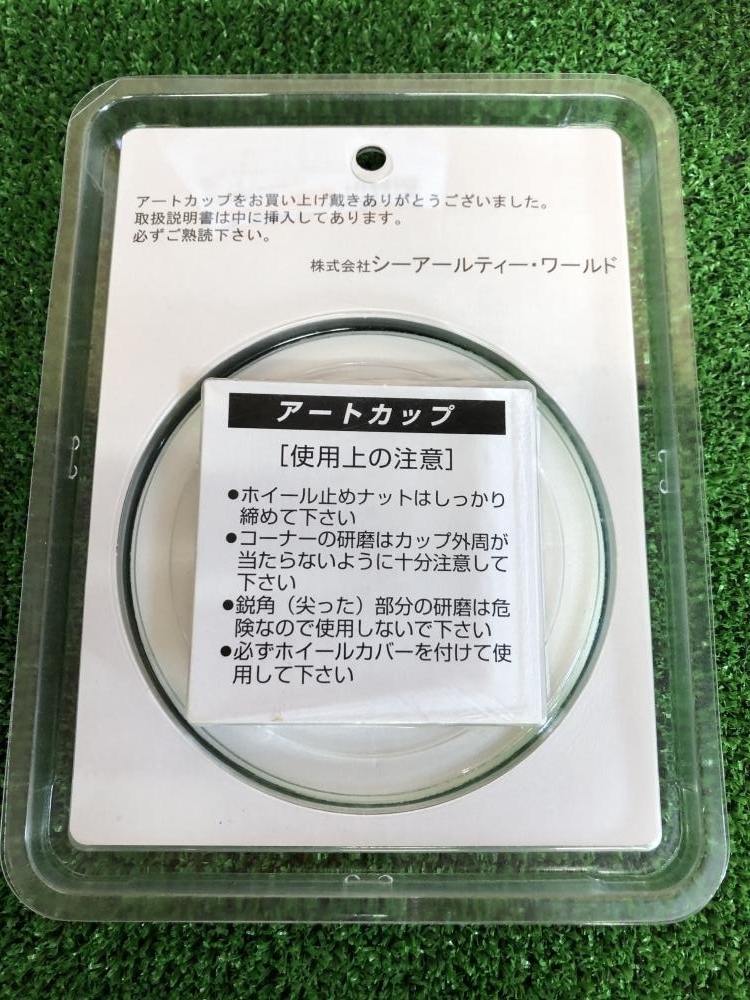 アートカップをお買い上げ戴きありがとうございました。
取扱説明書は中に挿入してあります。
必ずご熟読下さい。
株式会社シーアールティー・ワールド
アートカップ
[使用上の注意]
●ホイール止めナットはしっかり
締めて下さい
●コーナーの研磨はカップ外周が
当たらないように十分注意して
下さい
●鋭角（尖った）部分の研磨は危
険なので使用しないで下さい
●必ずホイールカバーを付けて使
用して下さい